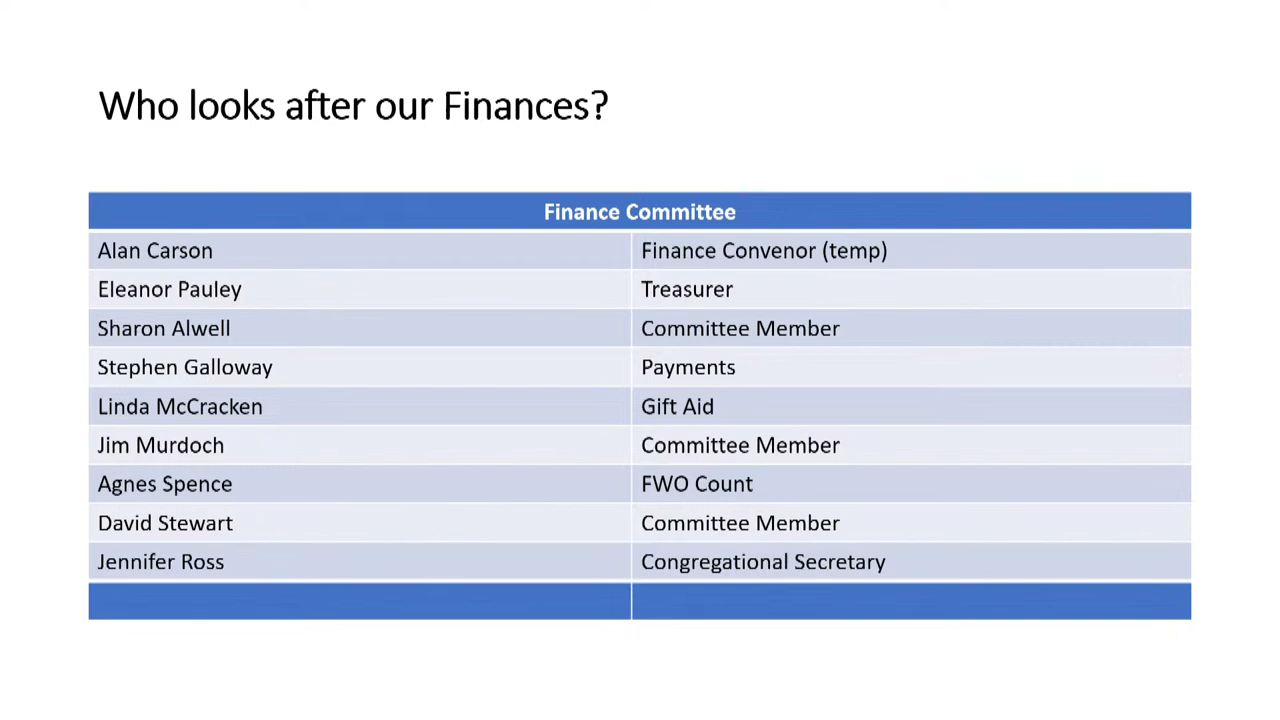 Who looks after our Finances?
Finance Committee
Alan Carson Finance Convenor (temp)
Eleanor Pauley Treasurer
Sharon Alwell Committee Member
Stephen Galloway Payments
Linda McCracken Gift Aid
Jim Murdoch Committee Member
Agnes Spence FWO Count
David Stewart Committee Member
Jennifer Ross Congregational Secretary